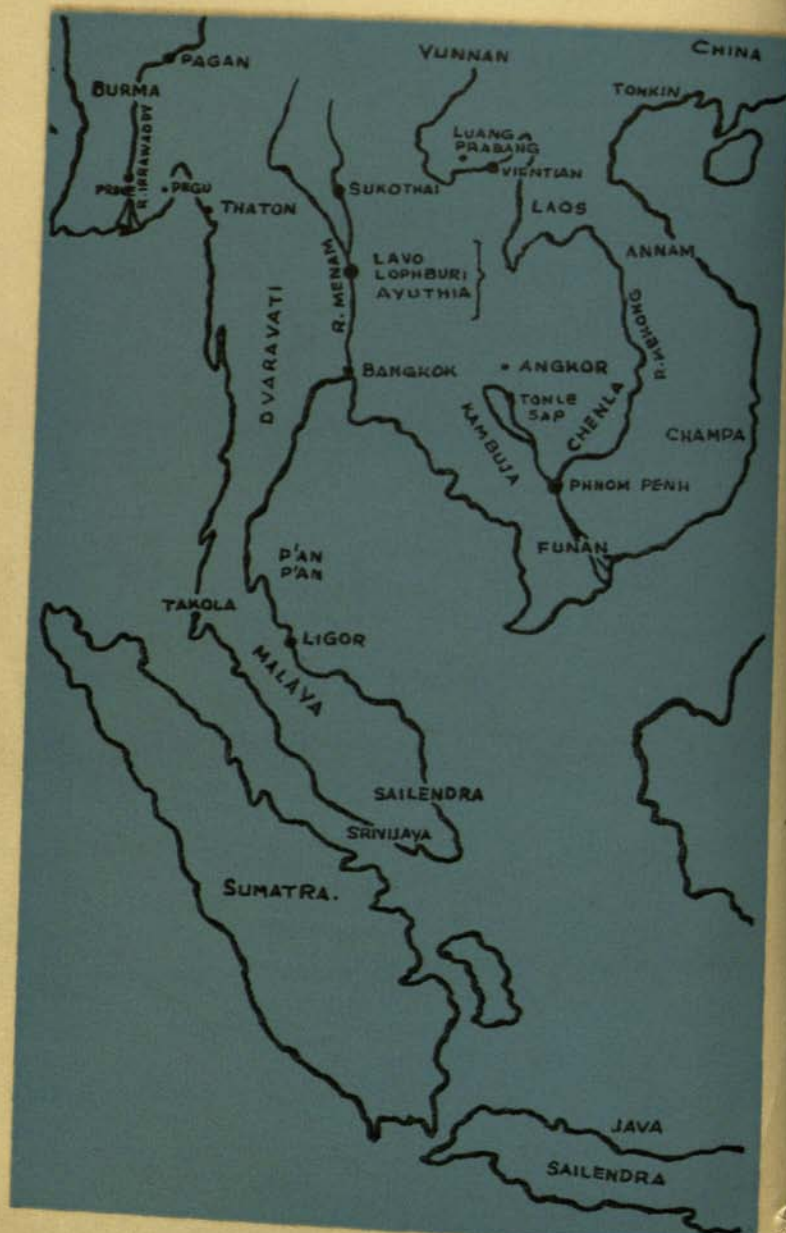 CHINA
YUNNAN
PAGAN
BURMA
TONKIN
R. IRRAWADDY
LUANG
PRABANG
VIENTIAN
PEGU
SUKOTHAI
THATON
LAOS
ANNAM
LAVO
LOPHBURI
AYUTHIA
R. MENAM
DVARAVATI
R. MEKONG
BANGKOK
ANGKOR
TONLE
SAP
KAMBUJA
CHENLA
CHAMPA
PHNOM PENH
FUNAN
P'AN
P'AN
TAKOLA
LIGOR
MALAYA
SAILENDRA
SRIVIJAYA
SUMATRA.
JAVA
SAILENDRA